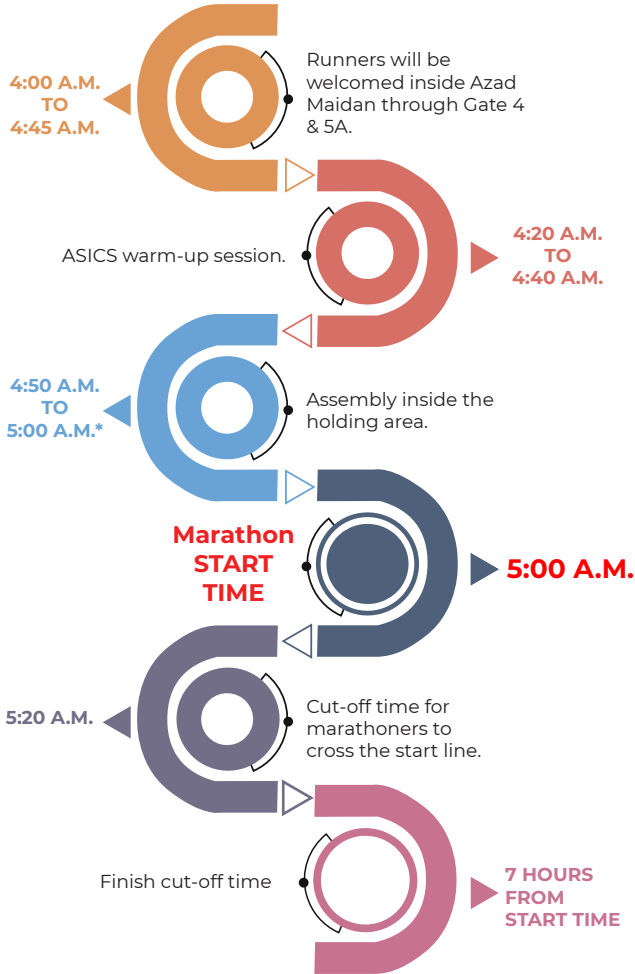 4:00 A.M.
TO
4:45 A.M.
Runners will be
welcomed inside Azad
Maidan through Gate 4
& 5A.
ASICS warm-up session.
4:20 A.M.
TO
4:40 A.M.
4:50 A.M.
TO
5:00 A.M.*
Assembly inside the
holding area.
Marathon
START
TIME
5:00 A.M.
5:20 A.M.
Cut-off time for
marathoners to
cross the start line.
Finish cut-off time
7 HOURS
FROM
START TIME